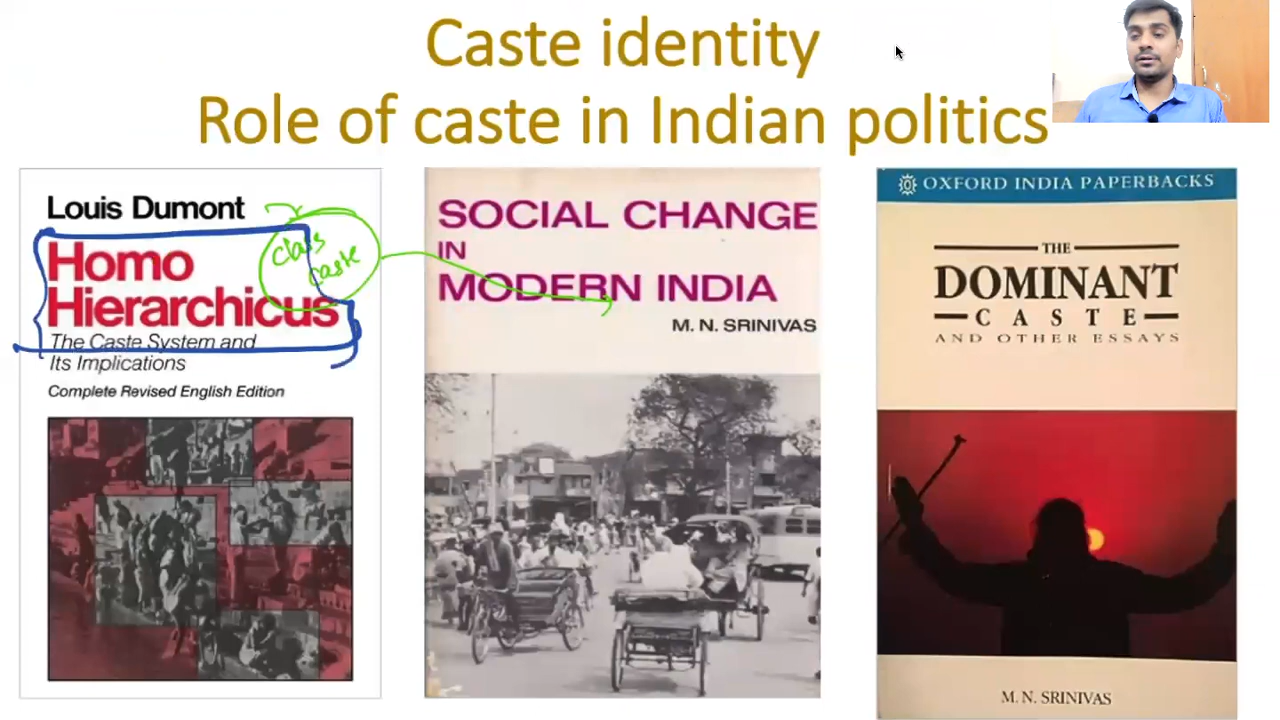 Caste identity
Role of caste in Indian politics
Louis Dumont
Homo
Hierarchicus
The Caste System and
Its Implications
Complete Revised English Edition
class
caste
SOCIAL CHANGE
IN
MODERN INDIA
M. N. SRINIVAS
OXFORD INDIA PAPERBACKS
THE
DOMINANT
CASTE
AND OTHER ESSAYS
M. N. SRINIVAS